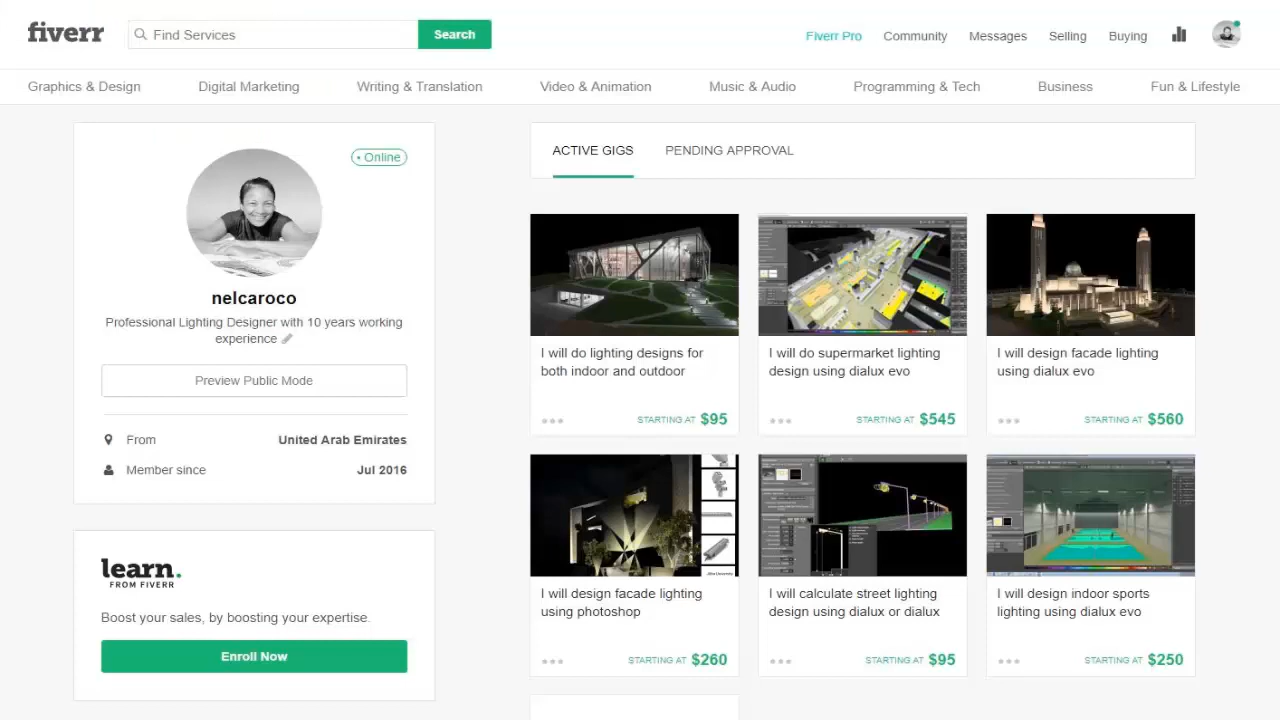 fiverr
Find Services
Search
Fiverr Pro
Community
Messages
Selling
Buying
Graphics & Design
Digital Marketing
Writing & Translation
Video & Animation
Music & Audio
Programming & Tech
Business
Fun & Lifestyle
• Online
nelcaroco
Professional Lighting Designer with 10 years working
experience
Preview Public Mode
From
United Arab Emirates
Member since
Jul 2016
learn.
FROM FIVERR
Boost your sales, by boosting your expertise.
Enroll Now
ACTIVE GIGS
PENDING APPROVAL
I will do lighting designs for
both indoor and outdoor
STARTING AT $95
I will do supermarket lighting
design using dialux evo
STARTING AT $545
I will design facade lighting
using dialux evo
STARTING AT $560
I will design facade lighting
using photoshop
STARTING AT $260
I will calculate street lighting
design using dialux or dialux
STARTING AT $95
I will design indoor sports
lighting using dialux evo
STARTING AT $250